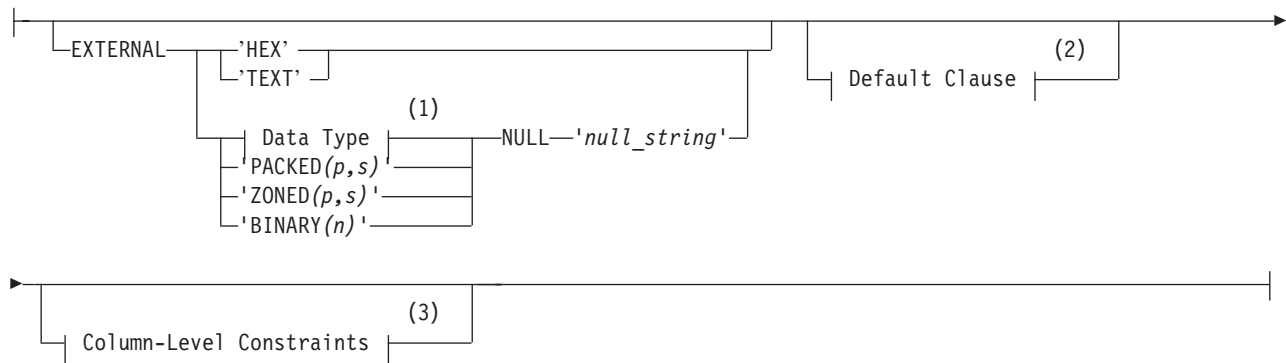 EXTERNAL ’HEX’
’TEXT’
(2)
Default Clause
(1)
Data Type NULL 'null_string'
'PACKED(p,s)'
'ZONED(p,s)'
'BINARY(n)'
(3)
Column-Level Constraints